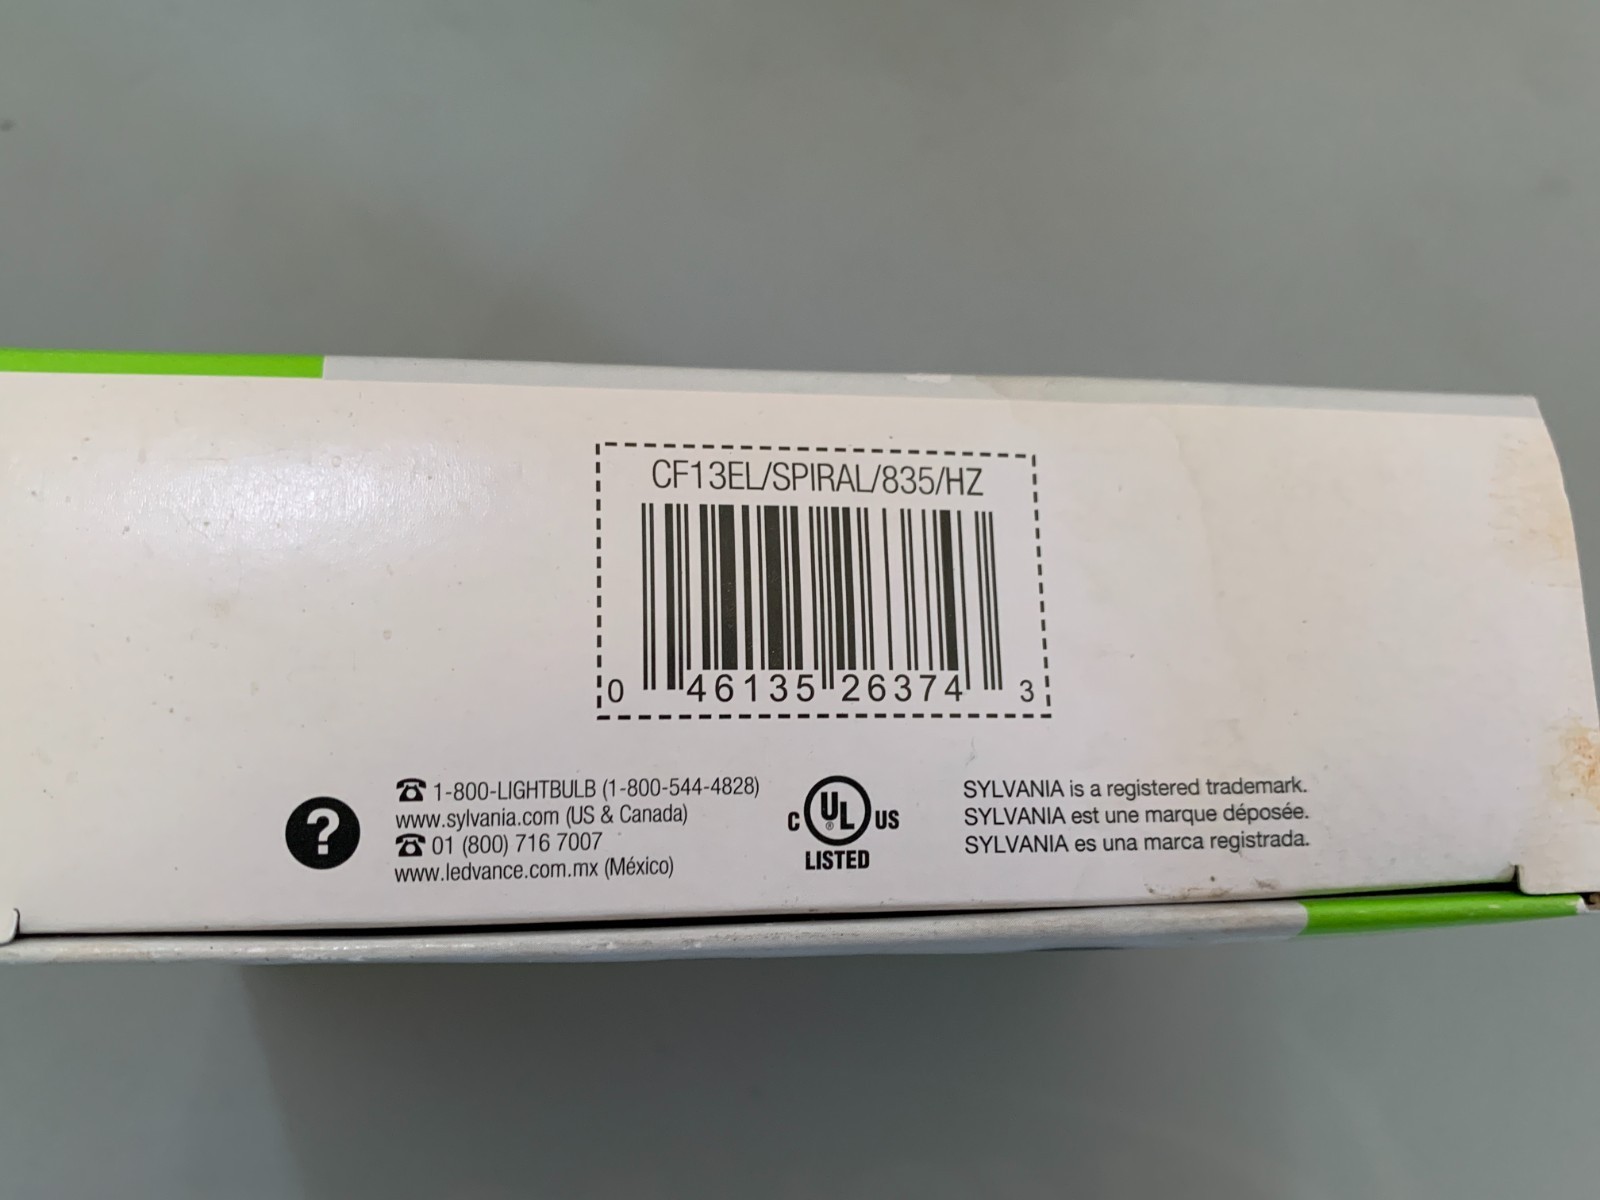 CF13EL/SPIRAL/835/HZ
0 46135 26374 3
?
1-800-LIGHTBULB (1-800-544-4828)
www.sylvania.com (US & Canada)
01 (800) 716 7007
www.ledvance.com.mx (México)
C UL® US
LISTED
SYLVANIA is a registered trademark.
SYLVANIA est une marque déposée.
SYLVANIA es una marca registrada.